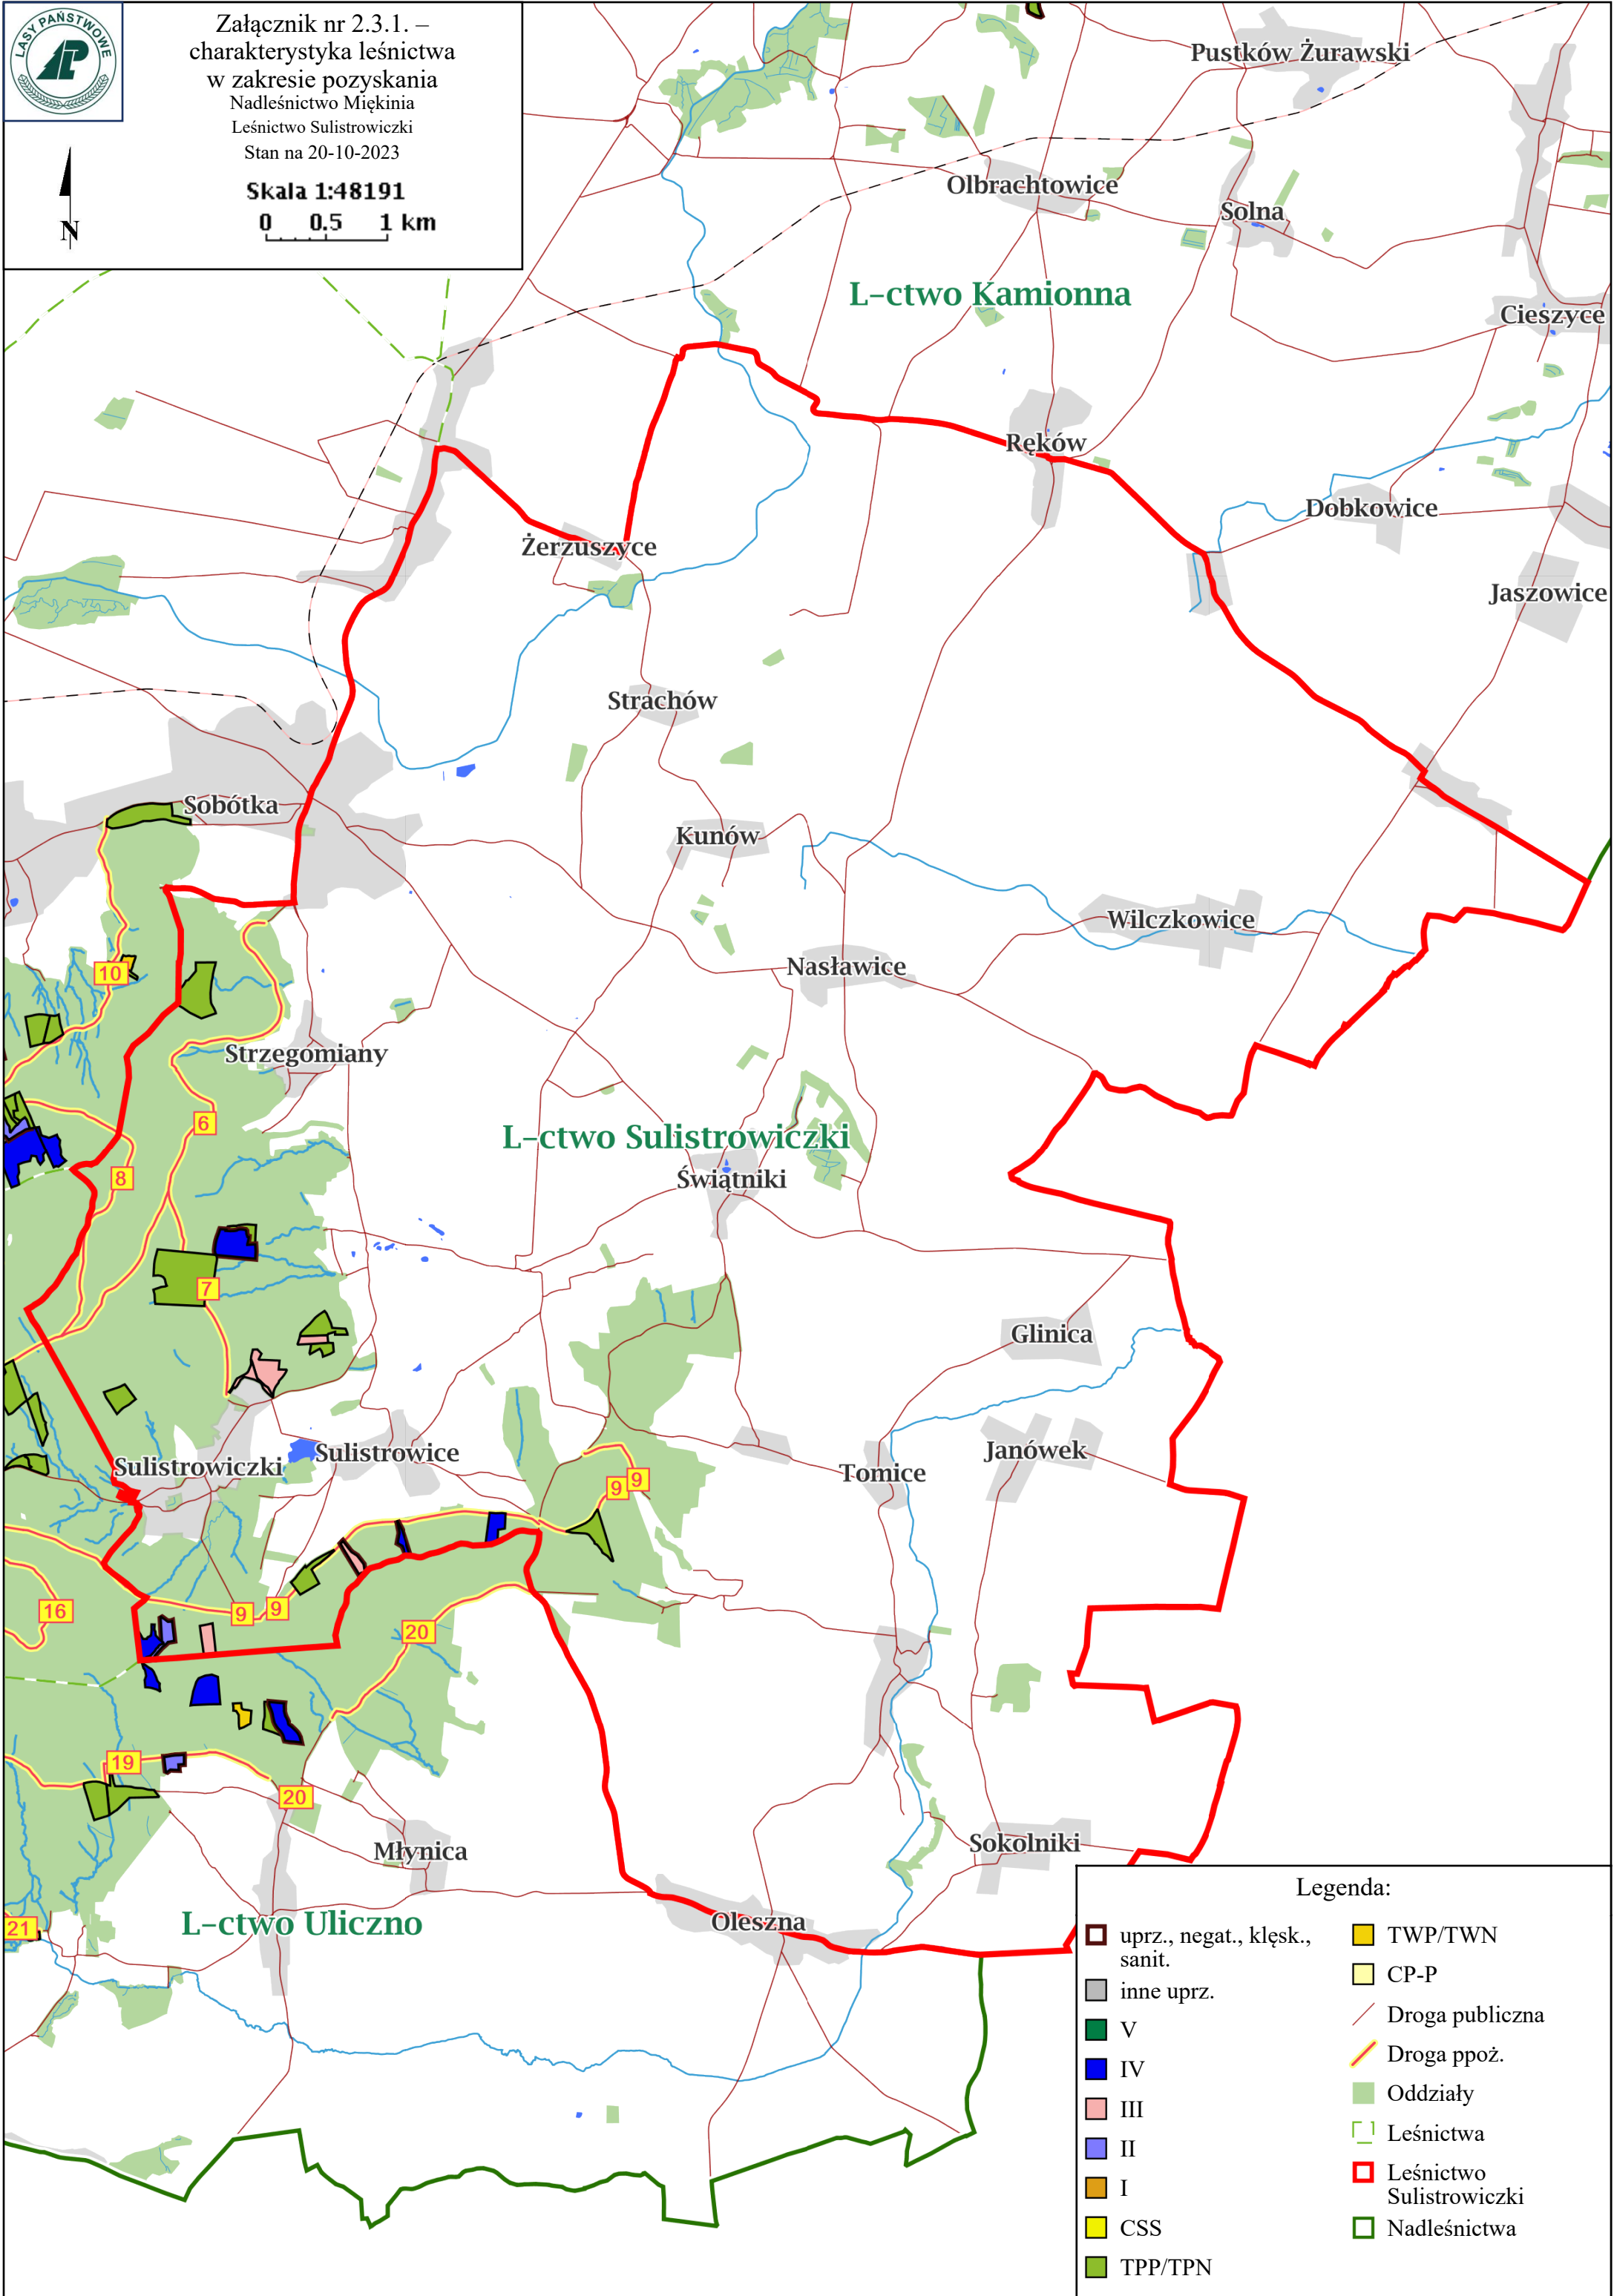 LASY PAŃSTWOWE
Załącznik nr 2.3.1. –
charakterystyka leśnictwa
w zakresie pozyskania
Nadleśnictwo Miękinia
Leśnictwo Sulistrowiczki
Stan na 20-10-2023
Skala 1:48191
0 0.5 1 km
N
Pustków Żurawski
Olbrachtowice
Solna
L-ctwo Kamionna
Cieszyce
Ręków
Dobkowice
Żerzuszyce
Jaszowice
Strachów
Sobótka
Kunów
Wilczkowice
Nasławice
10
Strzegomiany
6
L-ctwo Sulistrowiczki
8
Świątniki
7
Glinica
Sulistrowice
Janówek
Sulistrowiczki
Tomice
9
9
16
9
9
20
19
20
Młynica
Sokolniki
21
L-ctwo Uliczno
Oleszna
Legenda:
uprz., negat., klęsk.,
sanit.
inne uprz.
V
IV
III
II
I
CSS
TPP/TPN
TWP/TWN
CP-P
Droga publiczna
Droga ppoż.
Oddziały
Leśnictwa
Leśnictwo
Sulistrowiczki
Nadleśnictwa